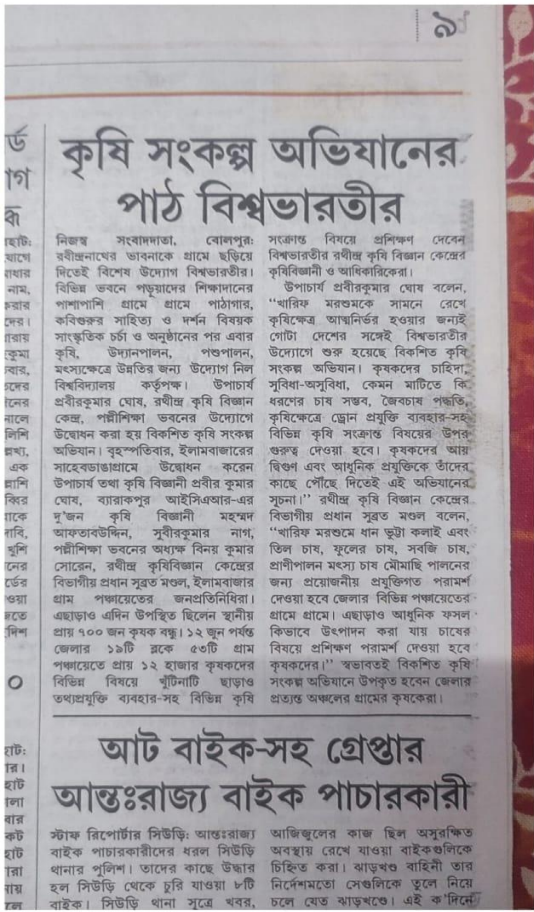 ৯
কৃষি সংকল্প অভিযানের
পাঠ বিশ্বভারতীর
নিজস্ব সংবাদদাতা, বোলপুর:
রবীন্দ্রনাথের ভাবনাকে গ্রামে ছড়িয়ে
দিতেই বিশেষ উদ্যোগ বিশ্বভারতীর।
বিভিন্ন ভবনে পড়ুয়াদের শিক্ষাদানের
পাশাপাশি গ্রামে গ্রামে পাঠাগার,
কবিগুরুর সাহিত্য ও দর্শন বিষয়ক
সাংস্কৃতিক চর্চা ও অনুষ্ঠানের পর এবার
কৃষি, উদ্যানপালন, পশুপালন,
মৎস্যক্ষেত্রে উন্নতির জন্য উদ্যোগ নিল
বিশ্ববিদ্যালয় কর্তৃপক্ষ। উপাচার্য
প্রবীরকুমার ঘোষ, রথীন্দ্র কৃষি বিজ্ঞান
কেন্দ্র, পল্লীশিক্ষা ভবনের উদ্যোগে
উদ্বোধন করা হয় বিকশিত কৃষি সংকল্প
অভিযান। বৃহস্পতিবার, ইলামবাজারের
সাহেবডাঙাগ্রামে উদ্বোধন করেন
উপাচার্য তথা কৃষি বিজ্ঞানী প্রবীর কুমার
ঘোষ, ব্যারাকপুর আইসিএআর-এর
দু'জন কৃষি বিজ্ঞানী মহম্মদ
আফতাবউদ্দিন, সুবীরকুমার নাগ,
পল্লীশিক্ষা ভবনের অধ্যক্ষ বিনয় কুমার
সোরেন, রথীন্দ্র কৃষিবিজ্ঞান কেন্দ্রের
বিভাগীয় প্রধান সুব্রত মণ্ডল, ইলামবাজার
গ্রাম পঞ্চায়েতের জনপ্রতিনিধিরা।
এছাড়াও এদিন উপস্থিত ছিলেন স্থানীয়
প্রায় ৭০০ জন কৃষক বন্ধু। ১২ জুন পর্যন্ত
জেলার ১৯টি ব্লকে ৫৩টি গ্রাম
পঞ্চায়েতে প্রায় ১২ হাজার কৃষকদের
বিভিন্ন বিষয়ে খুঁটিনাটি ছাড়াও
তথ্যপ্রযুক্তি ব্যবহার-সহ বিভিন্ন কৃষি
সংক্রান্ত বিষয়ে প্রশিক্ষণ দেবেন
বিশ্বভারতীর রথীন্দ্র কৃষি বিজ্ঞান কেন্দ্রের
কৃষিবিজ্ঞানী ও আধিকারিকেরা।
উপাচার্য প্রবীরকুমার ঘোষ বলেন,
“খারিফ মরশুমকে সামনে রেখে
কৃষিক্ষেত্র আত্মনির্ভর হওয়ার জন্যই
গোটা দেশের সঙ্গেই বিশ্বভারতীর
উদ্যোগে শুরু হয়েছে বিকশিত কৃষি
সংকল্প অভিযান। কৃষকদের চাহিদা,
সুবিধা-অসুবিধা, কেমন মাটিতে কি
ধরণের চাষ সম্ভব, জৈবচাষ পদ্ধতি,
কৃষিক্ষেত্রে ড্রোন প্রযুক্তি ব্যবহার-সহ
বিভিন্ন কৃষি সংক্রান্ত বিষয়ের উপর
গুরুত্ব দেওয়া হবে। কৃষকদের আয়
দ্বিগুণ এবং আধুনিক প্রযুক্তিকে তাঁদের
কাছে পৌঁছে দিতেই এই অভিযানের
সূচনা।” রথীন্দ্র কৃষি বিজ্ঞান কেন্দ্রের
বিভাগীয় প্রধান সুব্রত মণ্ডল বলেন,
“খারিফ মরশুমে ধান ভুট্টা কলাই এবং
তিল চাষ, ফুলের চাষ, সবজি চাষ,
প্রাণীপালন মৎস্য চাষ মৌমাছি পালনের
জন্য প্রয়োজনীয় প্রযুক্তিগত পরামর্শ
দেওয়া হবে জেলার বিভিন্ন পঞ্চায়েতের
গ্রামে গ্রামে। এছাড়াও আধুনিক ফসল
কিভাবে উৎপাদন করা যায় চাষের
বিষয়ে প্রশিক্ষণ পরামর্শ দেওয়া হবে
কৃষকদের।” স্বভাবতই বিকশিত কৃষি
সংকল্প অভিযানে উপকৃত হবেন জেলার
প্রত্যন্ত অঞ্চলের গ্রামের কৃষকেরা।
আট বাইক-সহ গ্রেপ্তার
আন্তঃরাজ্য বাইক পাচারকারী
স্টাফ রিপোর্টার সিউড়ি: আন্তঃরাজ্য
বাইক পাচারকারীদের ধরল সিউড়ি
থানার পুলিশ। তাদের কাছে উদ্ধার
হল সিউড়ি থেকে চুরি যাওয়া ৮টি
বাইক। সিউড়ি থানা সূত্রে খবর,
আজিজুলের কাজ ছিল অসুরক্ষিত
অবস্থায় রেখে যাওয়া বাইকগুলিকে
চিহ্নিত করা। ঝাড়খণ্ড বাহিনী তার
নির্দেশমতো সেগুলিকে তুলে নিয়ে
চলে যেত ঝাড়খণ্ডে। এই ক'দিনে